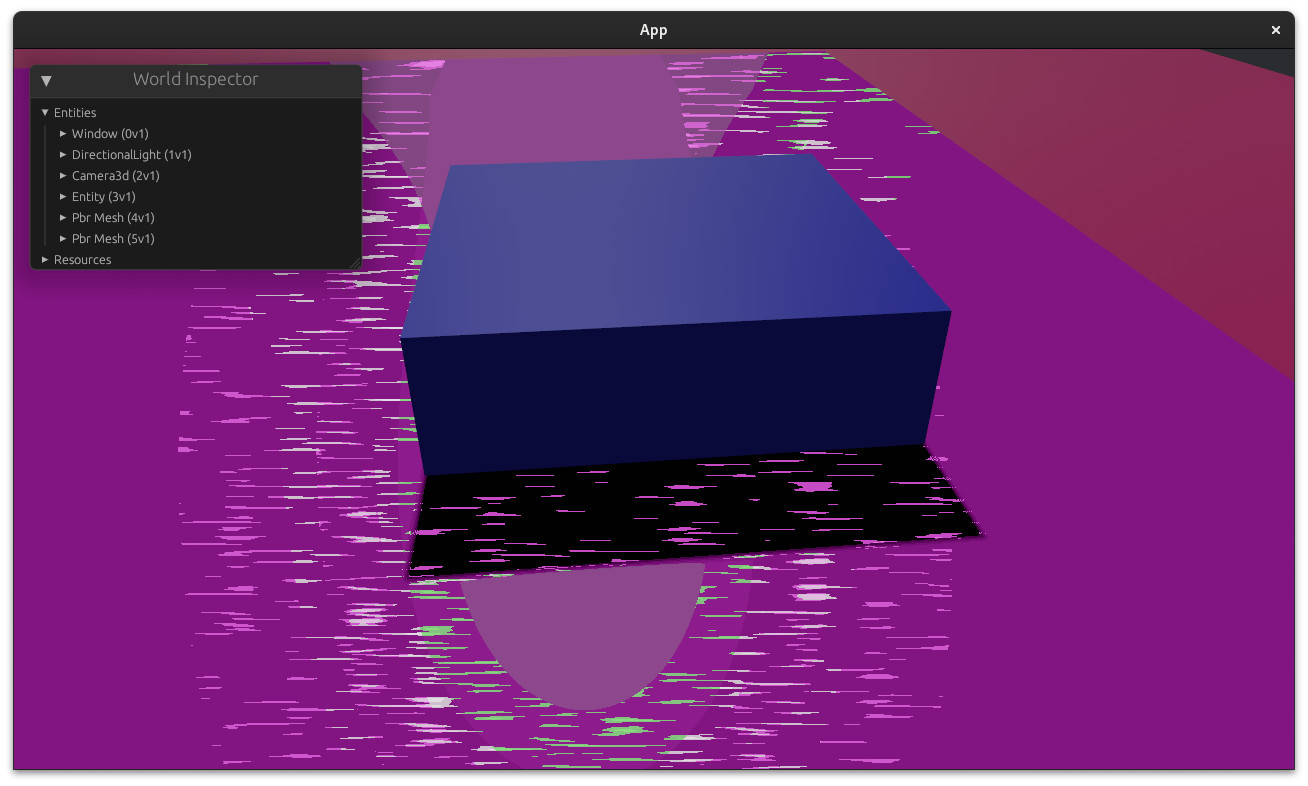 App
World Inspector
Entities
Window (0v1)
DirectionalLight (1v1)
Camera3d (2v1)
Entity (3v1)
Pbr Mesh (4v1)
Pbr Mesh (5v1)
Resources